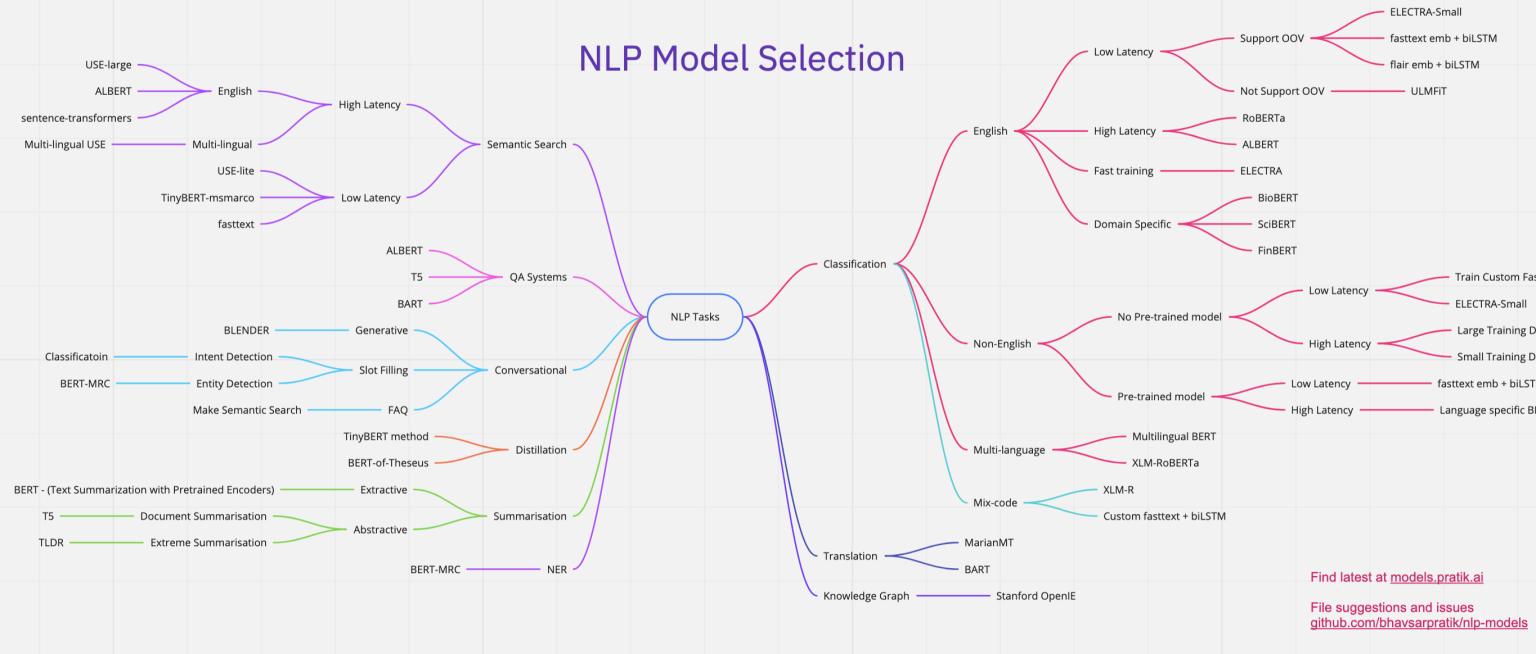 NLP Model Selection
NLP Tasks
Semantic Search
High Latency
English
USE-large
ALBERT
sentence-transformers
Multi-lingual
Multi-lingual USE
Low Latency
USE-lite
TinyBERT-msmarco
fasttext
QA Systems
ALBERT
T5
BART
Conversational
Generative
BLENDER
Slot Filling
Intent Detection
Classificatoin
Entity Detection
BERT-MRC
FAQ
Make Semantic Search
Distillation
TinyBERT method
BERT-of-Theseus
Summarisation
Extractive
BERT - (Text Summarization with Pretrained Encoders)
Abstractive
Document Summarisation
T5
Extreme Summarisation
TLDR
NER
BERT-MRC
Classification
English
Low Latency
Support OOV
ELECTRA-Small
fasttext emb + biLSTM
flair emb + biLSTM
Not Support OOV
ULMFiT
High Latency
RoBERTa
ALBERT
Fast training
ELECTRA
Domain Specific
BioBERT
SciBERT
FinBERT
Non-English
No Pre-trained model
Low Latency
Train Custom
ELECTRA-Small
High Latency
Large Training
Small Training
Pre-trained model
Low Latency
fasttext emb +
High Latency
Language specific
Multi-language
Multilingual BERT
XLM-RoBERTa
Mix-code
XLM-R
Custom fasttext + biLSTM
Translation
MarianMT
BART
Knowledge Graph
Stanford OpenIE
Find latest at models.pratik.ai
File suggestions and issues
github.com/bhavsarpratik/nlp-models